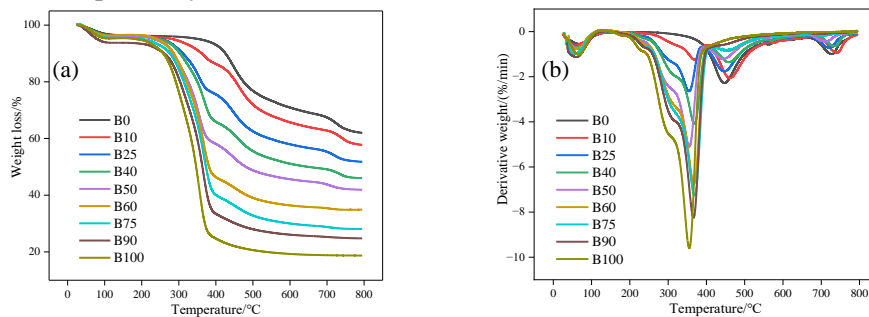 100
80
60
40
20
Weight loss/%
(a)
B0
B10
B25
B40
B50
B60
B75
B90
B100
0 100 200 300 400 500 600 700 800
Temperature/°C
0
−2
−4
−6
−8
−10
Derivative weight/(%/min)
(b)
B0
B10
B25
B40
B50
B60
B75
B90
B100
0 100 200 300 400 500 600 700 800
Temperature/°C